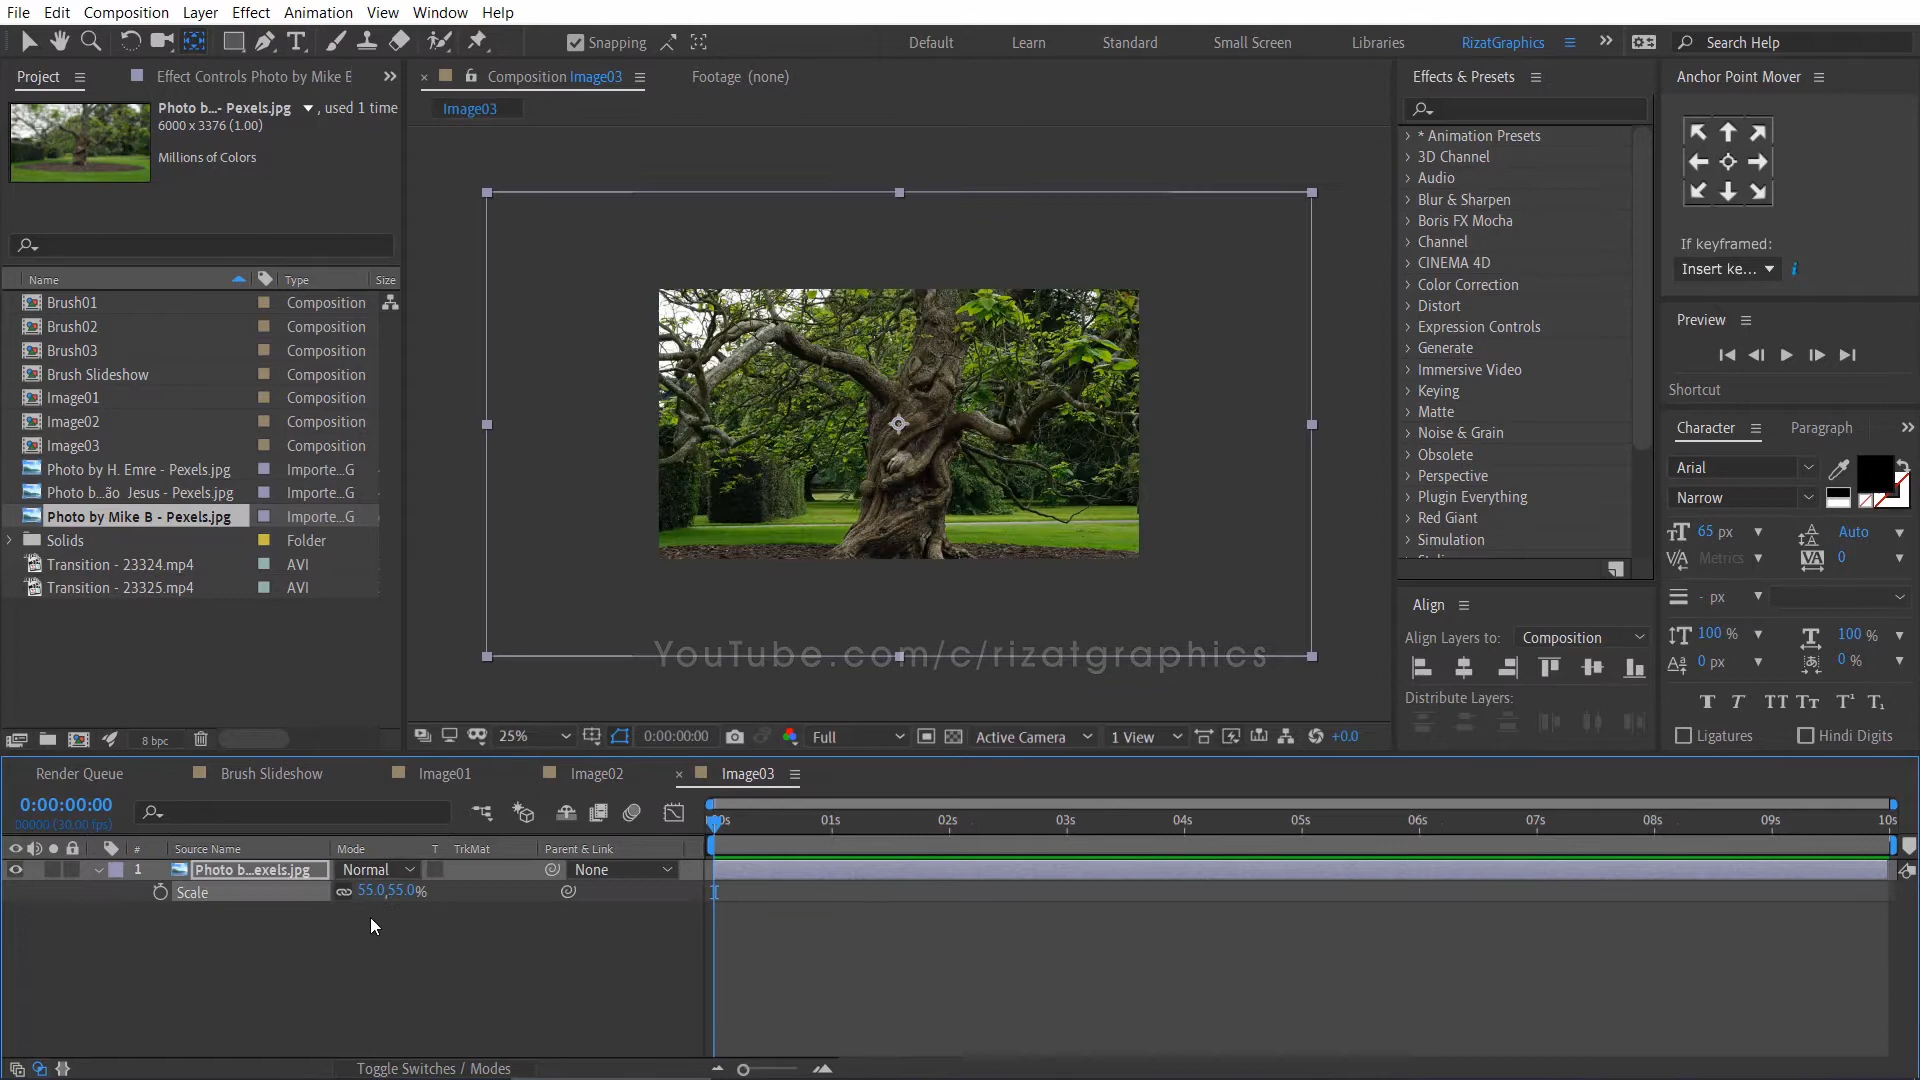 File Edit Composition Layer Effect Animation View Window Help
Snapping Default Learn Standard Small Screen Libraries RizatGraphics Search Help
Project Effect Controls Photo by Mike B Composition Image03 Footage (none) Effects & Presets Anchor Point Mover
Photo b...- Pexels.jpg , used 1 time
6000 x 3376 (1.00)
Millions of Colors
Image03
Name Type Size
Brush01 Composition
Brush02 Composition
Brush03 Composition
Brush Slideshow Composition
Image01 Composition
Image02 Composition
Image03 Composition
Photo by H. Emre - Pexels.jpg Importe...G
Photo b...ão Jesus - Pexels.jpg Importe...G
Photo by Mike B - Pexels.jpg Importe...G
Solids Folder
Transition - 23324.mp4 AVI
Transition - 23325.mp4 AVI
8 bpc
YouTube.com/c/rizatgraphics
25% 0:00:00:00 Full Active Camera 1 View +0.0
* Animation Presets
3D Channel
Audio
Blur & Sharpen
Boris FX Mocha
Channel
CINEMA 4D
Color Correction
Distort
Expression Controls
Generate
Immersive Video
Keying
Matte
Noise & Grain
Obsolete
Perspective
Plugin Everything
Red Giant
Simulation
Align
Align Layers to: Composition
Distribute Layers:
If keyframed:
Insert ke...
Preview
Shortcut
Character Paragraph
Arial
Narrow
65 px Auto
Metrics 0
- px
100 % 100 %
0 px 0 %
T T TT Tt T¹ T₁
Ligatures Hindi Digits
Render Queue Brush Slideshow Image01 Image02 Image03
0:00:00:00
00000 (30.00 fps)
01s 02s 03s 04s 05s 06s 07s 08s 09s 10s
# Source Name Mode T TrkMat Parent & Link
1 Photo b...exels.jpg Normal None
Scale 55.0,55.0%
Toggle Switches / Modes